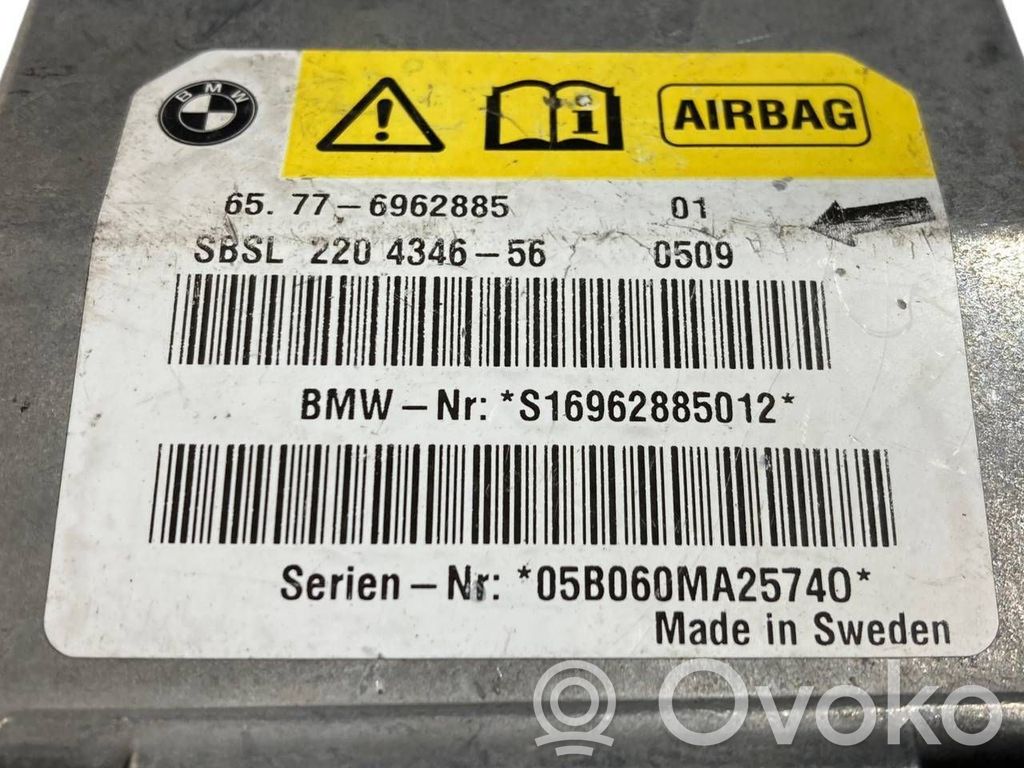 BMW
AIRBAG
65. 77-6962885 01
SBSL 220 4346-56 0509
BMW-Nr: *S16962885012*
Serien-Nr: *05B060MA25740*
Made in Sweden
Ovoko